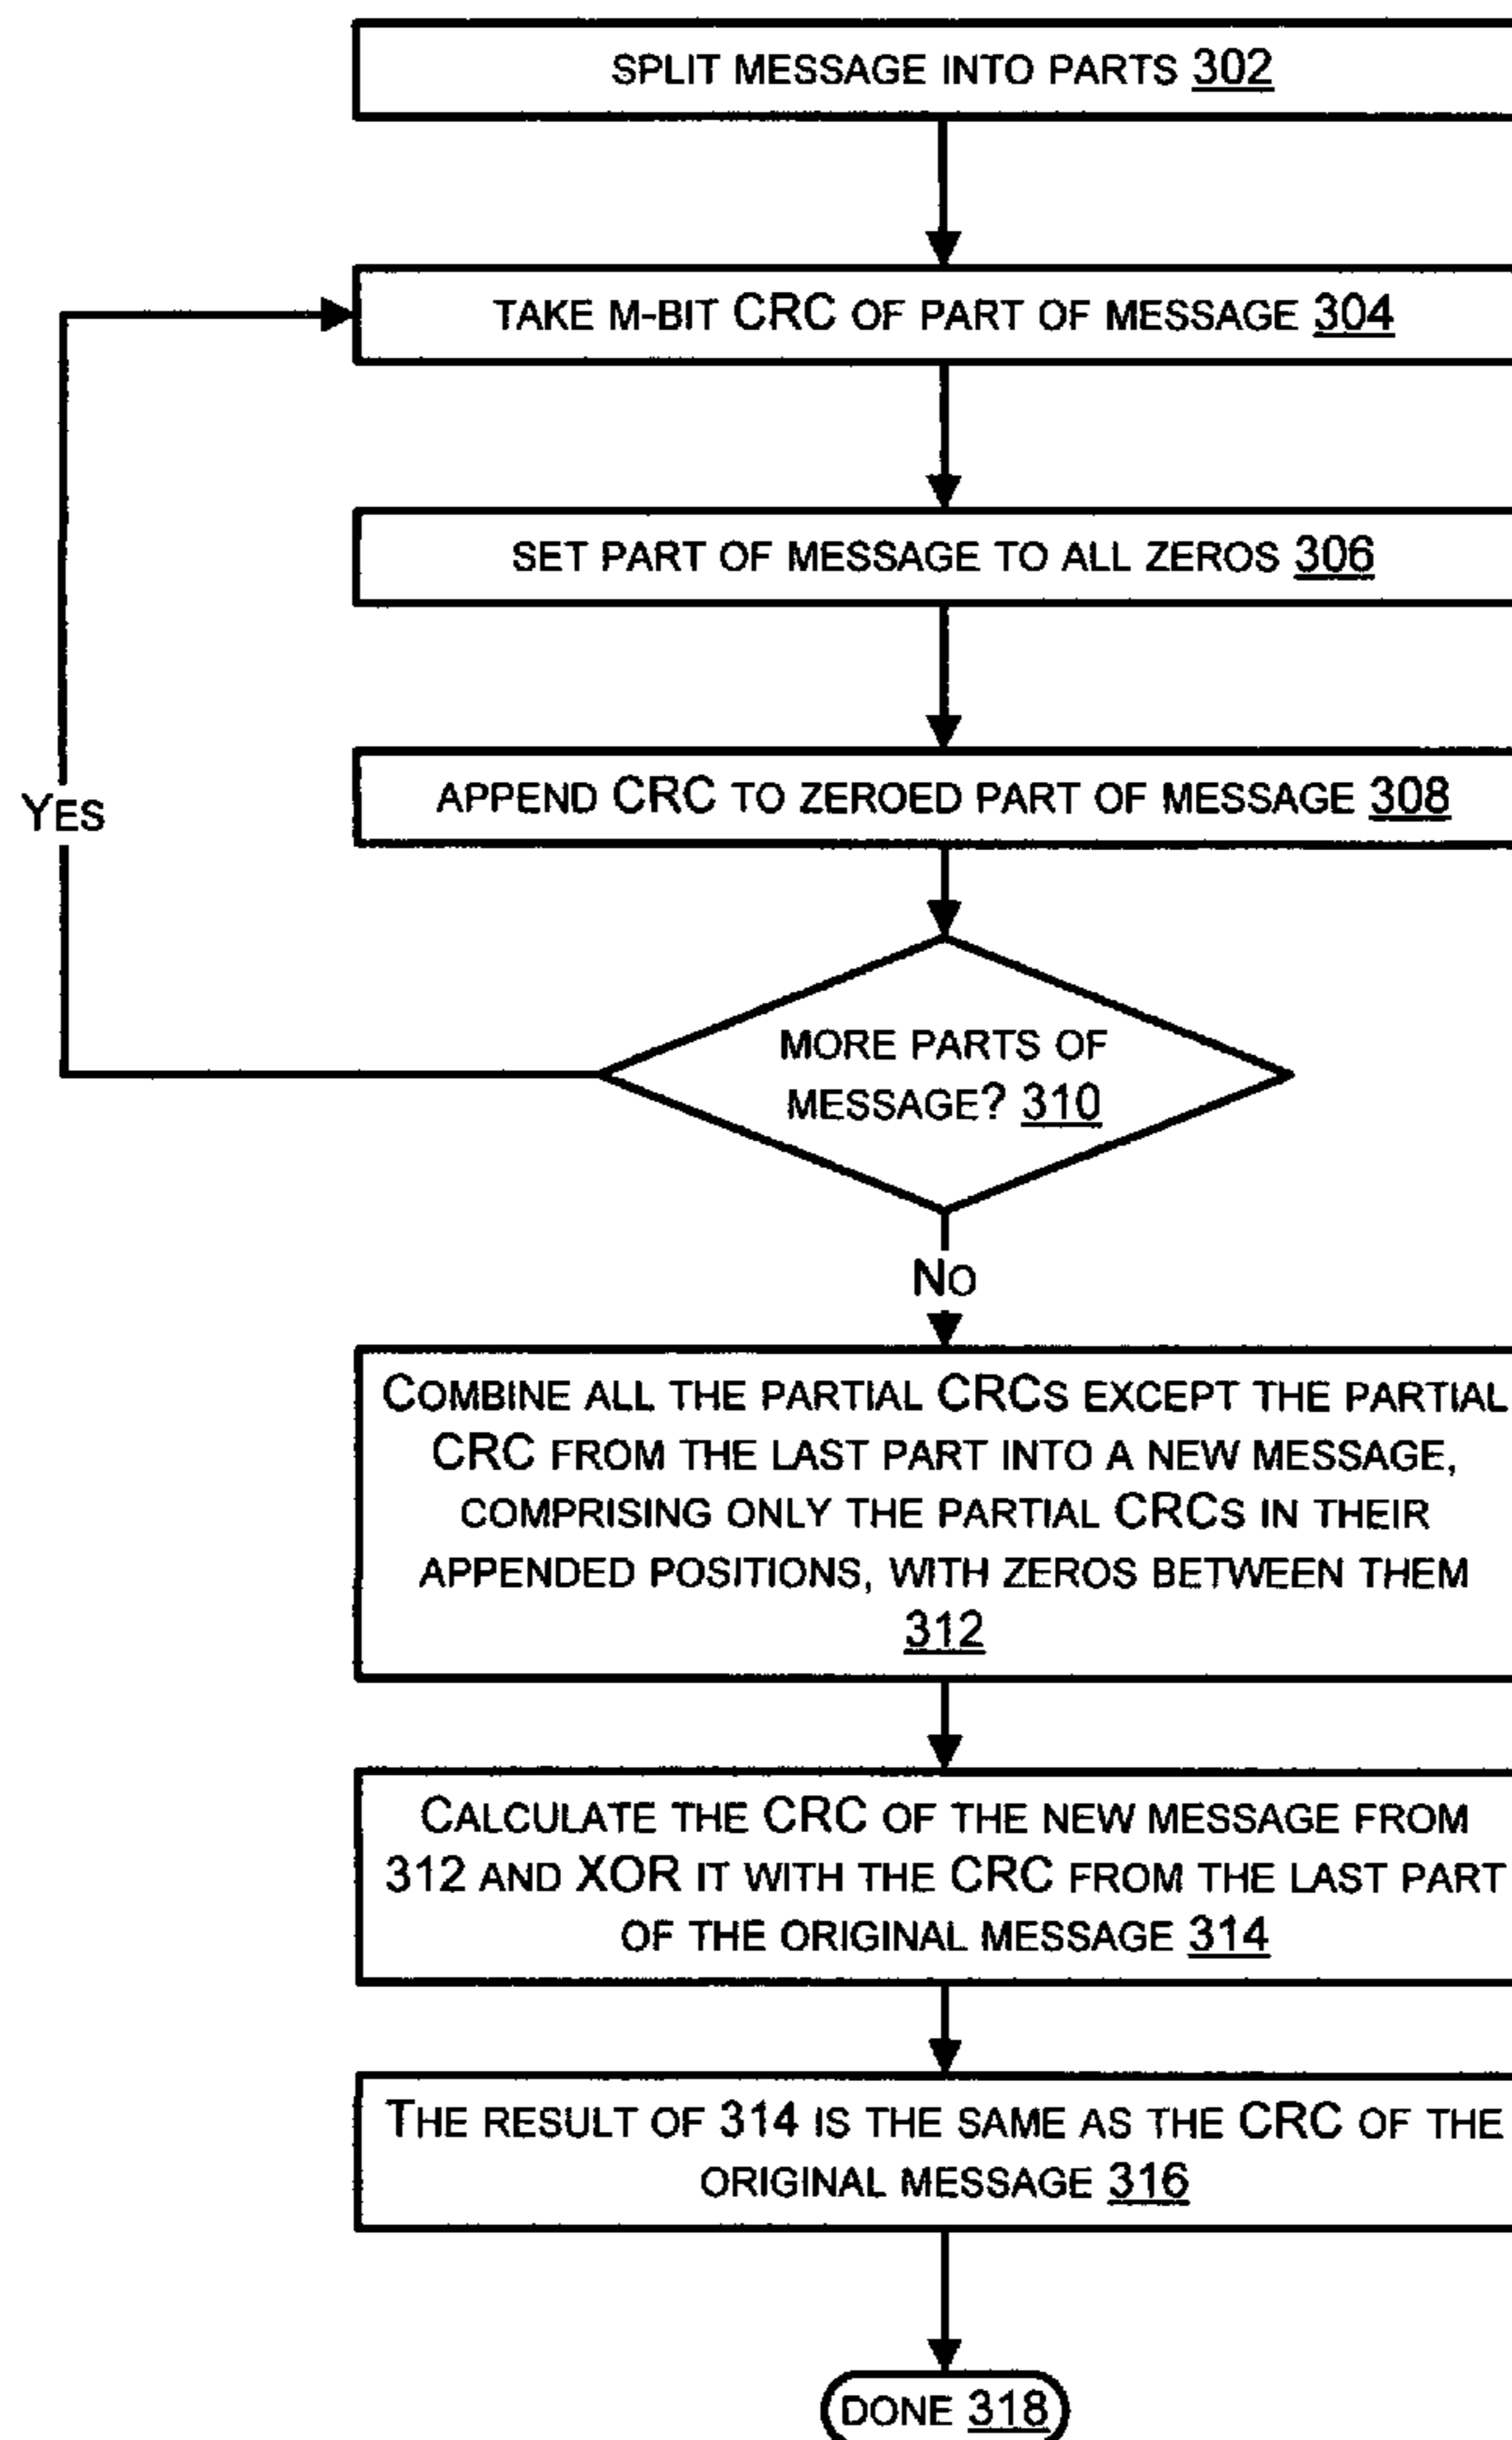 SPLIT MESSAGE INTO PARTS 302
TAKE M-BIT CRC OF PART OF MESSAGE 304
SET PART OF MESSAGE TO ALL ZEROS 306
APPEND CRC TO ZEROED PART OF MESSAGE 308
YES
MORE PARTS OF
MESSAGE? 310
NO
COMBINE ALL THE PARTIAL CRCS EXCEPT THE PARTIAL
CRC FROM THE LAST PART INTO A NEW MESSAGE,
COMPRISING ONLY THE PARTIAL CRCS IN THEIR
APPENDED POSITIONS, WITH ZEROS BETWEEN THEM
312
CALCULATE THE CRC OF THE NEW MESSAGE FROM
312 AND XOR IT WITH THE CRC FROM THE LAST PART
OF THE ORIGINAL MESSAGE 314
THE RESULT OF 314 IS THE SAME AS THE CRC OF THE
ORIGINAL MESSAGE 316
DONE 318